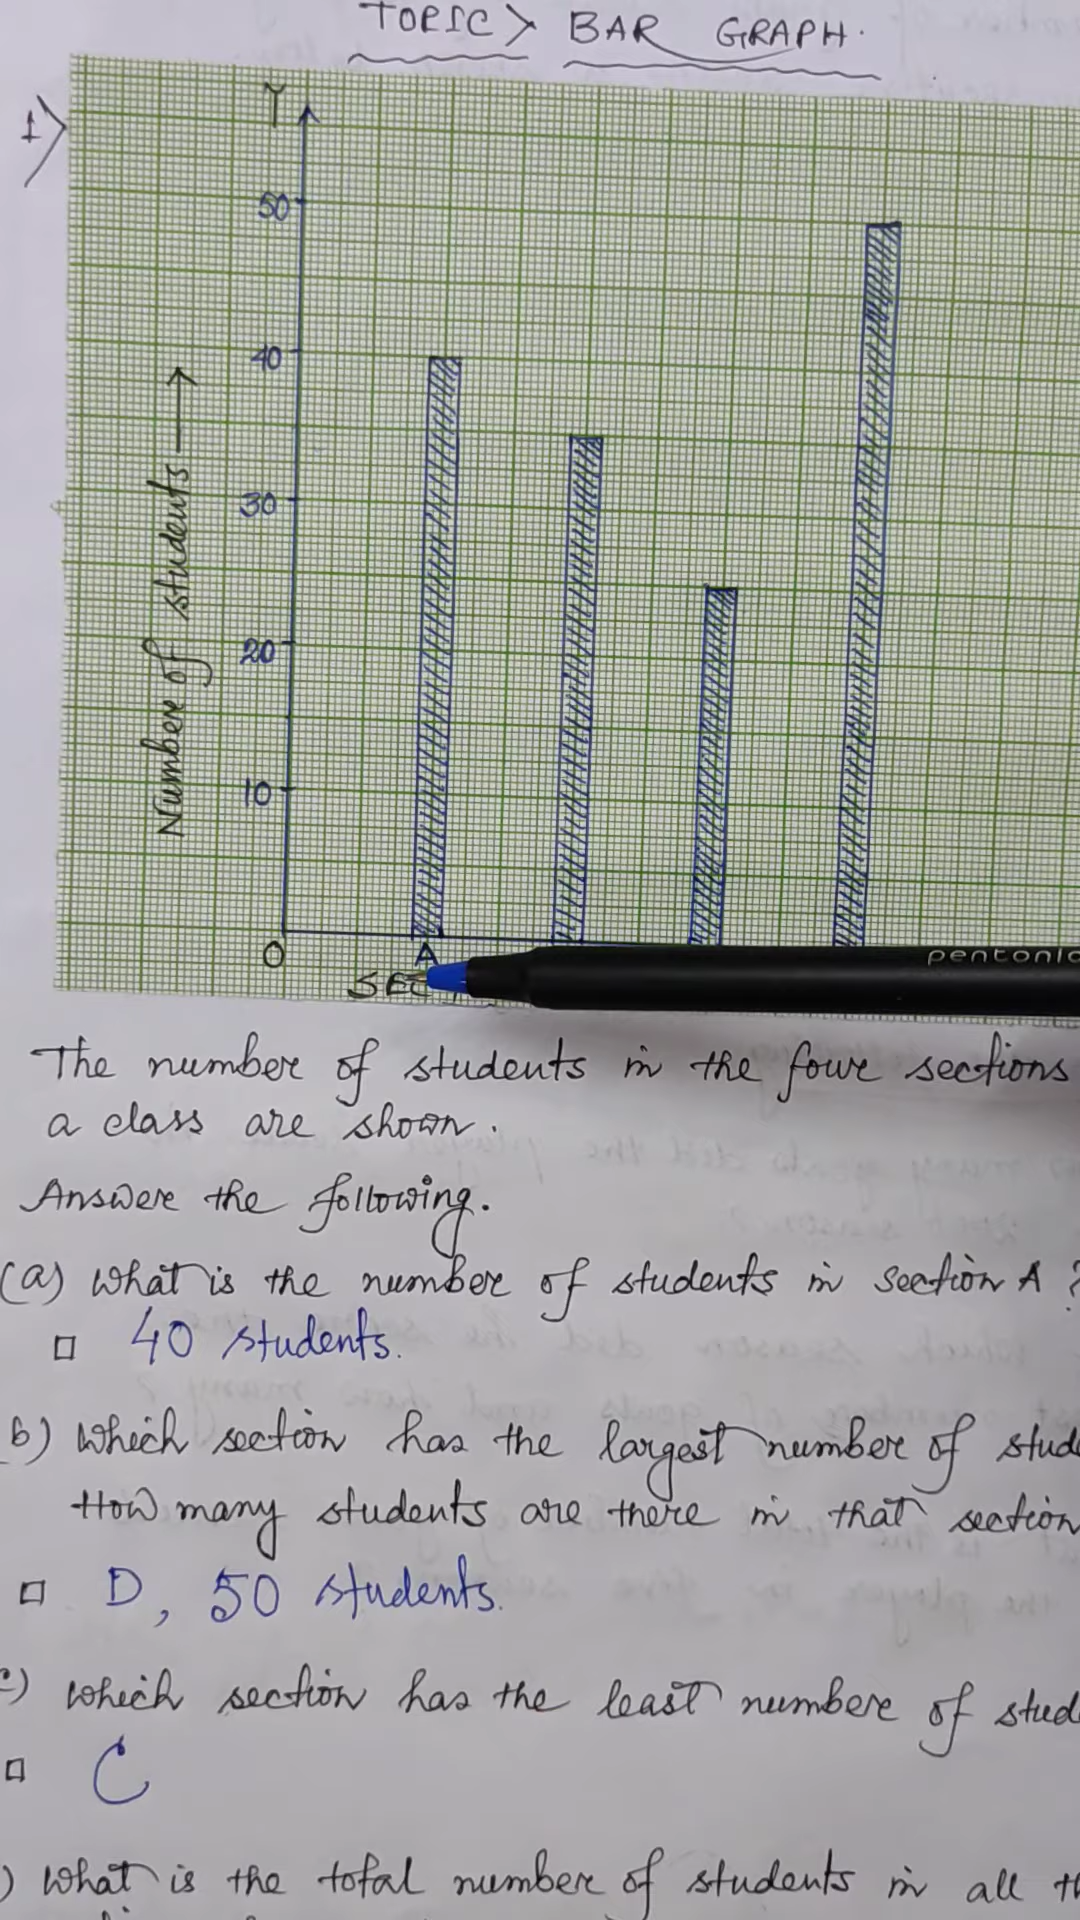 TOPIC > BAR GRAPH.
1)
Y
50
40
30
20
10
0
Number of students →
A
pentonic
The number of students in the four sections
a class are shown.
Answer the following.
(a) What is the number of students in section A ?
40 students.
b) Which section has the largest number of stude
How many students are there in that section
D, 50 students.
c) Which section has the least number of stude
C
) What is the total number of students in all th